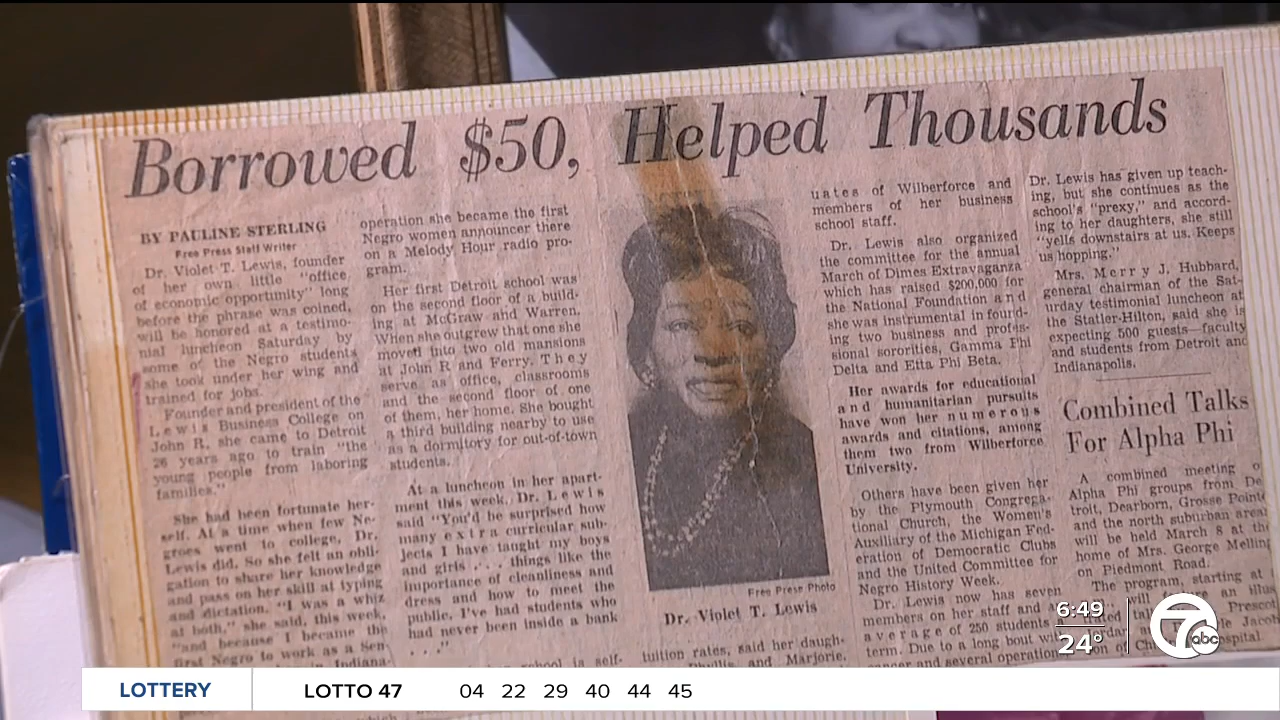 Borrowed $50, Helped Thousands
BY PAULINE STERLING
Free Press Staff Writer
Dr. Violet T. Lewis, founder
of her own little "office
of economic opportunity" long
before the phrase was coined,
will be honored at a testimo-
nial luncheon Saturday by
some of the Negro students
she took under her wing and
trained for jobs.
Founder and president of the
Lewis Business College on
John R, she came to Detroit
26 years ago to train "the
young people from laboring
families."
She had been fortunate her-
self. At a time when few Ne-
groes went to college, Dr.
Lewis did. So she felt an obli-
gation to share her knowledge
and pass on her skill at typing
and dictation. "I was a whiz
at both," she said, this week,
"and because I became the
first Negro to work as a Sen
in Indiana-
which
operation she became the first
Negro women announcer there
on a Melody Hour radio pro-
gram.
Her first Detroit school was
on the second floor of a build-
ing at McGraw and Warren.
When she outgrew that one she
moved into two old mansions
at John R and Ferry. They
serve as office, classrooms
and the second floor of one
of them, her home. She bought
a third building nearby to use
as a dormitory for out-of-town
students.
At a luncheon in her apart-
ment this week, Dr. Lewis
said "You'd be surprised how
many extra curricular sub-
jects I have taught my boys
and girls . . . things like the
importance of cleanliness and
dress and how to meet the
public. I've had students who
had never been inside a bank
. . ."
school is self-
Free Press Photo
Dr. Violet T. Lewis
tuition rates, said her daugh-
and Marjorie.
uates of Wilberforce and
members of her business
school staff.
Dr. Lewis also organized
the committee for the annual
March of Dimes Extravaganza
which has raised $200,000 for
the National Foundation and
she was instrumental in found-
ing two business and profes-
sional sororities, Gamma Phi
Delta and Etta Phi Beta.
Her awards for educational
and humanitarian pursuits
have won her numerous
awards and citations, among
them two from Wilberforce
University.
Others have been given her
by the Plymouth Congrega-
tional Church, the Women's
Auxiliary of the Michigan Fed-
eration of Democratic Clubs
and the United Committee for
Negro History Week.
Dr. Lewis now has seven
members on her staff and
average of 250 students
term. Due to a long bout
cancer and several operation
Dr. Lewis has given up teach-
ing, but she continues as the
school's "prexy," and accord-
ing to her daughters, she still
"yells downstairs at us. Keeps
us hopping."
Mrs. Merry J. Hubbard,
general chairman of the Sat-
urday testimonial luncheon at
the Statler-Hilton, said she is
expecting 500 guests—faculty
and students from Detroit and
Indianapolis.
Combined Talks
For Alpha Phi
A combined meeting o
Alpha Phi groups from De
troit, Dearborn, Grosse Point
and the north suburban area
will be held March 8 at the
home of Mrs. George Melling
on Piedmont Road.
The program, starting at
will
Prescot
Jacob
6:49
24°
7 abc
LOTTERY
LOTTO 47
04 22 29 40 44 45